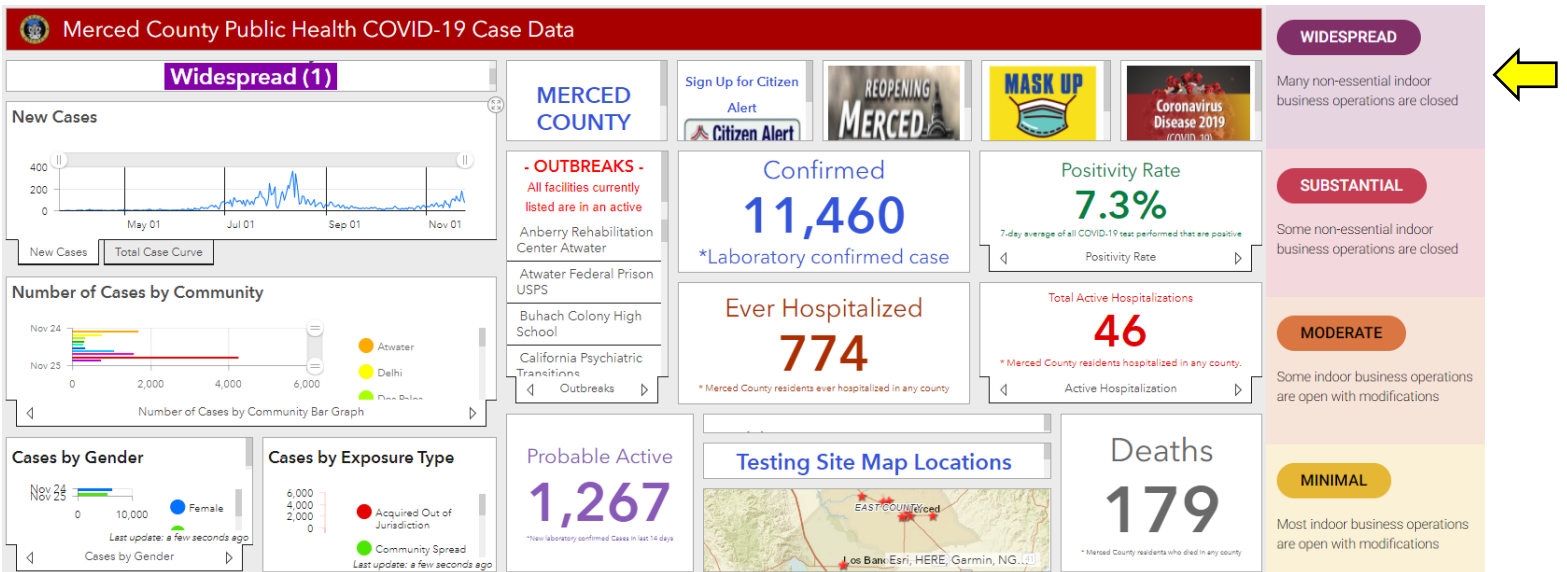 Merced County Public Health COVID-19 Case Data
Widespread (1)
New Cases
400
200
0
May 01
Jul 01
Sep 01
Nov 01
New Cases
Total Case Curve
Number of Cases by Community
Nov 24
Nov 25
0
2,000
4,000
6,000
Atwater
Delhi
Dos Palos
Number of Cases by Community Bar Graph
Cases by Gender
Nov 24
Nov 25
0
10,000
Female
Last update: a few seconds ago
Cases by Gender
Cases by Exposure Type
6,000
4,000
2,000
0
Acquired Out of
Jurisdiction
Community Spread
Last update: a few seconds ago
MERCED
COUNTY
Sign Up for Citizen
Alert
Citizen Alert
REOPENING
MERCED
MASK UP
Coronavirus
Disease 2019
(COVID-19)
- OUTBREAKS -
All facilities currently
listed are in an active
Anberry Rehabilitation
Center Atwater
Atwater Federal Prison
USPS
Buhach Colony High
School
California Psychiatric
Transitions
Outbreaks
Confirmed
11,460
*Laboratory confirmed case
Positivity Rate
7.3%
7-day average of all COVID-19 test performed that are positive
Positivity Rate
Ever Hospitalized
774
* Merced County residents ever hospitalized in any county
Total Active Hospitalizations
46
* Merced County residents hospitalized in any county.
Active Hospitalization
Probable Active
1,267
*New laboratory confirmed Cases in last 14 days
Testing Site Map Locations
EAST COUNTY
Merced
Los Banc
Esri, HERE, Garmin, NG...
Deaths
179
* Merced County residents who died in any county
WIDESPREAD
Many non-essential indoor
business operations are closed
SUBSTANTIAL
Some non-essential indoor
business operations are closed
MODERATE
Some indoor business operations
are open with modifications
MINIMAL
Most indoor business operations
are open with modifications